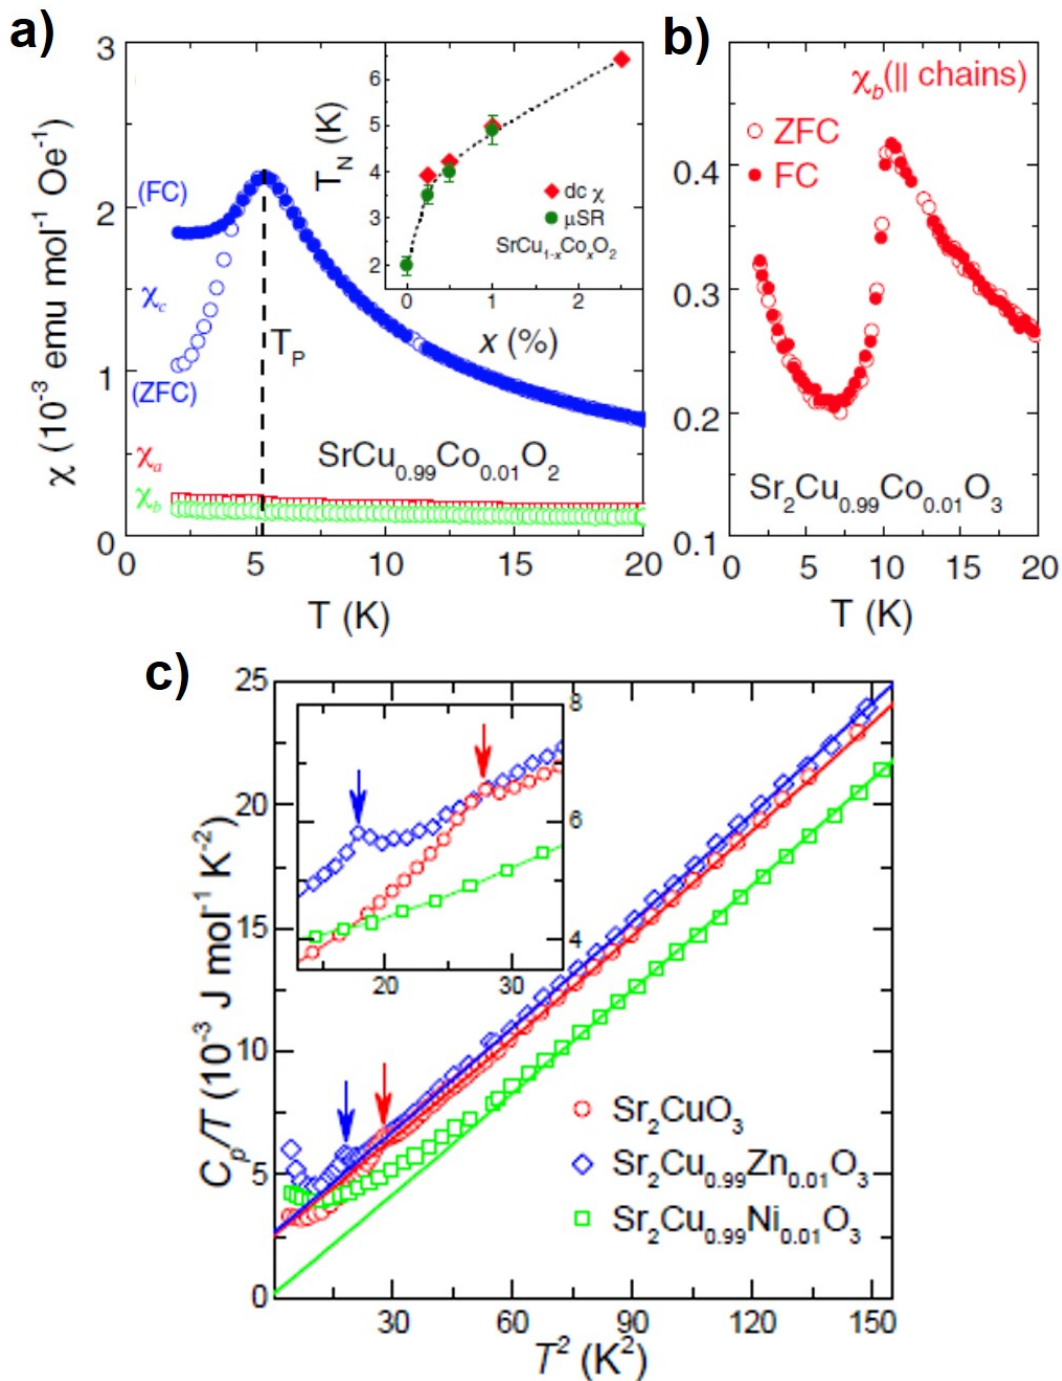 a)
3
2
1
0
χ (10⁻³ emu mol⁻¹ Oe⁻¹)
(FC)
χc
(ZFC)
χa
χb
TP
SrCu0.99Co0.01O2
0 5 10 15 20
T (K)
6
5
4
3
2
TN (K)
dc χ
μSR
SrCu1-xCoxO2
0 1 2
x (%)
b)
χb(|| chains)
ZFC
FC
0.4
0.3
0.2
0.1
Sr2Cu0.99Co0.01O3
0 5 10 15 20
T (K)
c)
25
20
15
10
5
0
Cp/T (10⁻³ J mol⁻¹ K⁻²)
8
6
4
20 30
Sr2CuO3
Sr2Cu0.99Zn0.01O3
Sr2Cu0.99Ni0.01O3
30 60 90 120 150
T² (K²)